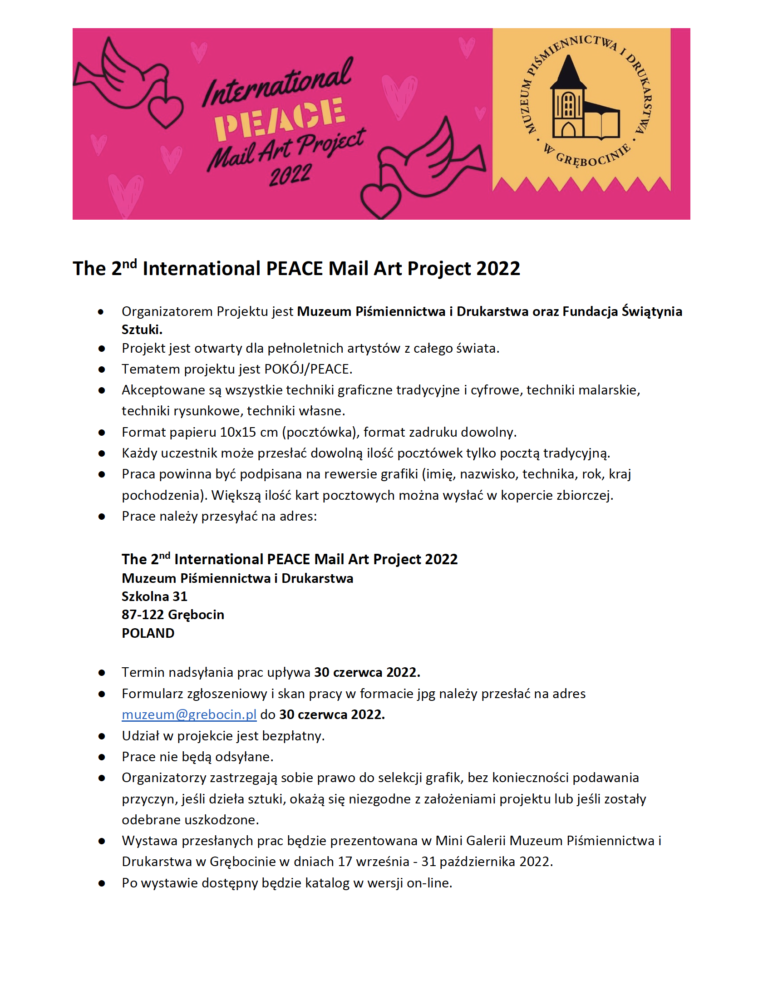 International
PEACE
Mail Art Project
2022
MUZEUM PIŚMIENNICTWA I DRUKARSTWA
• W GRĘBOCINIE •
The 2nd International PEACE Mail Art Project 2022
• Organizatorem Projektu jest Muzeum Piśmiennictwa i Drukarstwa oraz Fundacja Świątynia
Sztuki.
● Projekt jest otwarty dla pełnoletnich artystów z całego świata.
● Tematem projektu jest POKÓJ/PEACE.
● Akceptowane są wszystkie techniki graficzne tradycyjne i cyfrowe, techniki malarskie,
techniki rysunkowe, techniki własne.
● Format papieru 10x15 cm (pocztówka), format zadruku dowolny.
● Każdy uczestnik może przesłać dowolną ilość pocztówek tylko pocztą tradycyjną.
● Praca powinna być podpisana na rewersie grafiki (imię, nazwisko, technika, rok, kraj
pochodzenia). Większą ilość kart pocztowych można wysłać w kopercie zbiorczej.
● Prace należy przesyłać na adres:
The 2nd International PEACE Mail Art Project 2022
Muzeum Piśmiennictwa i Drukarstwa
Szkolna 31
87-122 Grębocin
POLAND
● Termin nadsyłania prac upływa 30 czerwca 2022.
● Formularz zgłoszeniowy i skan pracy w formacie jpg należy przesłać na adres
muzeum@grebocin.pl do 30 czerwca 2022.
● Udział w projekcie jest bezpłatny.
● Prace nie będą odsyłane.
● Organizatorzy zastrzegają sobie prawo do selekcji grafik, bez konieczności podawania
przyczyn, jeśli dzieła sztuki, okażą się niezgodne z założeniami projektu lub jeśli zostały
odebrane uszkodzone.
● Wystawa przesłanych prac będzie prezentowana w Mini Galerii Muzeum Piśmiennictwa i
Drukarstwa w Grębocinie w dniach 17 września - 31 października 2022.
● Po wystawie dostępny będzie katalog w wersji on-line.